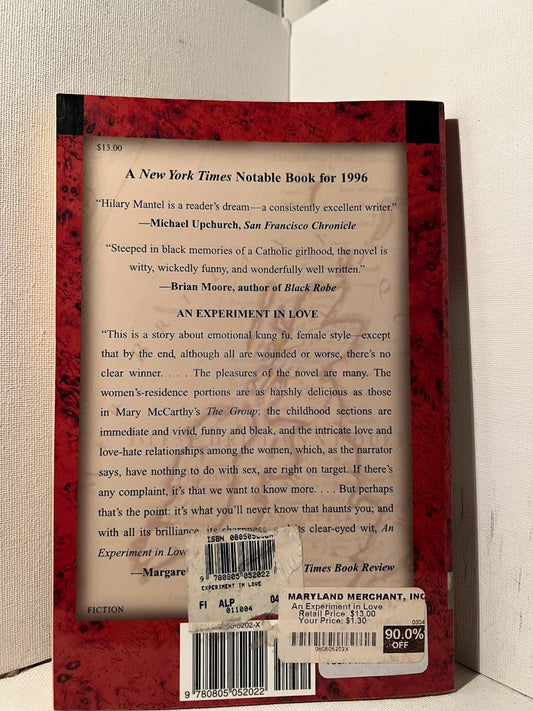 $13.00
A New York Times Notable Book for 1996
“Hilary Mantel is a reader's dream—a consistently excellent writer.”
—Michael Upchurch, San Francisco Chronicle
“Steeped in black memories of a Catholic girlhood, the novel is
witty, wickedly funny, and wonderfully well written.”
—Brian Moore, author of Black Robe
AN EXPERIMENT IN LOVE
“This is a story about emotional kung fu, female style—except
that by the end, although all are wounded or worse, there's no
clear winner. . . . The pleasures of the novel are many. The
women's-residence portions are as harshly delicious as those
in Mary McCarthy's The Group; the childhood sections are
immediate and vivid, funny and bleak, and the intricate love and
love-hate relationships among the women, which, as the narrator
says, have nothing to do with sex, are right on target. If there's
any complaint, it's that we want to know more. . . . But perhaps
that's the point: it's what you'll never know that haunts you; and
with all its brilliance, its sharpness, its clear-eyed wit, An
Experiment in Love
—Margaret Times Book Review
ISBN 080505202X
9 780805 052022
EXPERIMENT IN LOVE
FI ALP 04
011004
MARYLAND MERCHANT, INC
An Experiment in Love
Retail Price: $13.00
Your Price: $1.30
0304
90.0%
OFF
080505202X
FICTION
5202-X
9 780805 052022